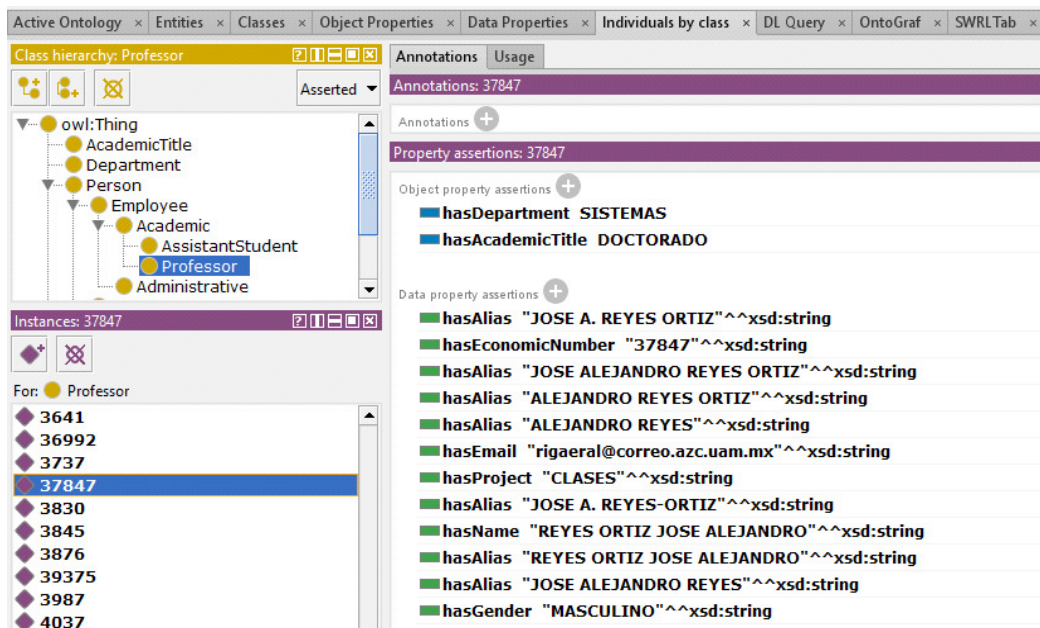 Active Ontology × Entities × Classes × Object Properties × Data Properties × Individuals by class × DL Query × OntoGraf × SWRLTab ×
Class hierarchy: Professor
Asserted
owl:Thing
AcademicTitle
Department
Person
Employee
Academic
AssistantStudent
Professor
Administrative
Instances: 37847
For: Professor
3641
36992
3737
37847
3830
3845
3876
39375
3987
4037
Annotations Usage
Annotations: 37847
Annotations
Property assertions: 37847
Object property assertions
hasDepartment SISTEMAS
hasAcademicTitle DOCTORADO
Data property assertions
hasAlias "JOSE A. REYES ORTIZ"^^xsd:string
hasEconomicNumber "37847"^^xsd:string
hasAlias "JOSE ALEJANDRO REYES ORTIZ"^^xsd:string
hasAlias "ALEJANDRO REYES ORTIZ"^^xsd:string
hasAlias "ALEJANDRO REYES"^^xsd:string
hasEmail "rigaeral@correo.azc.uam.mx"^^xsd:string
hasProject "CLASES"^^xsd:string
hasAlias "JOSE A. REYES-ORTIZ"^^xsd:string
hasName "REYES ORTIZ JOSE ALEJANDRO"^^xsd:string
hasAlias "REYES ORTIZ JOSE ALEJANDRO"^^xsd:string
hasAlias "JOSE ALEJANDRO REYES"^^xsd:string
hasGender "MASCULINO"^^xsd:string